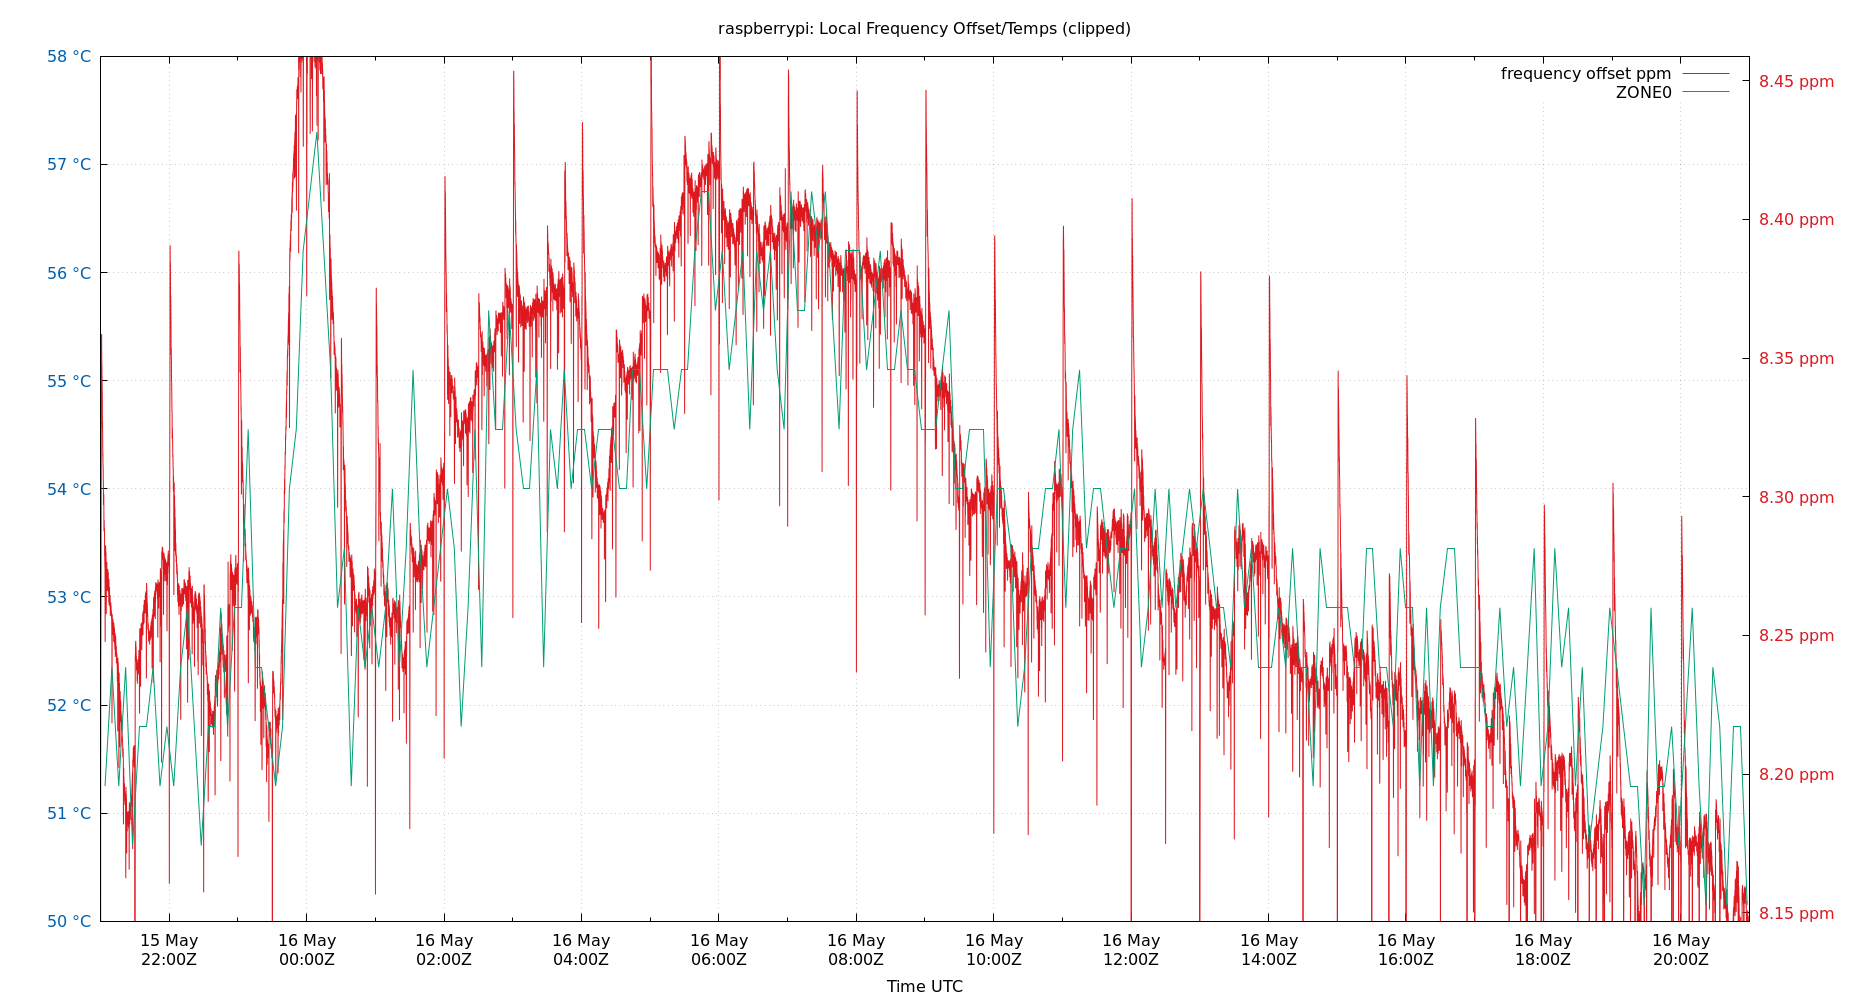 raspberrypi: Local Frequency Offset/Temps (clipped)
58 °C
57 °C
56 °C
55 °C
54 °C
53 °C
52 °C
51 °C
50 °C
frequency offset ppm
ZONE0
8.45 ppm
8.40 ppm
8.35 ppm
8.30 ppm
8.25 ppm
8.20 ppm
8.15 ppm
15 May
22:00Z
16 May
00:00Z
16 May
02:00Z
16 May
04:00Z
16 May
06:00Z
16 May
08:00Z
16 May
10:00Z
16 May
12:00Z
16 May
14:00Z
16 May
16:00Z
16 May
18:00Z
16 May
20:00Z
Time UTC